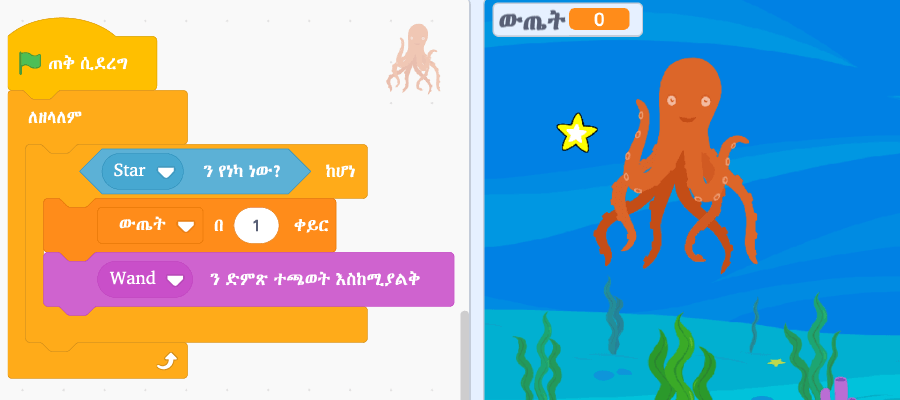 ጠቅ ሲደረግ
ለዘላለም
Star ን የነካ ነው? ከሆነ
ውጤት በ 1 ቀይር
Wand ን ድምጽ ተጫወት እስከሚያልቅ
ውጤት 0